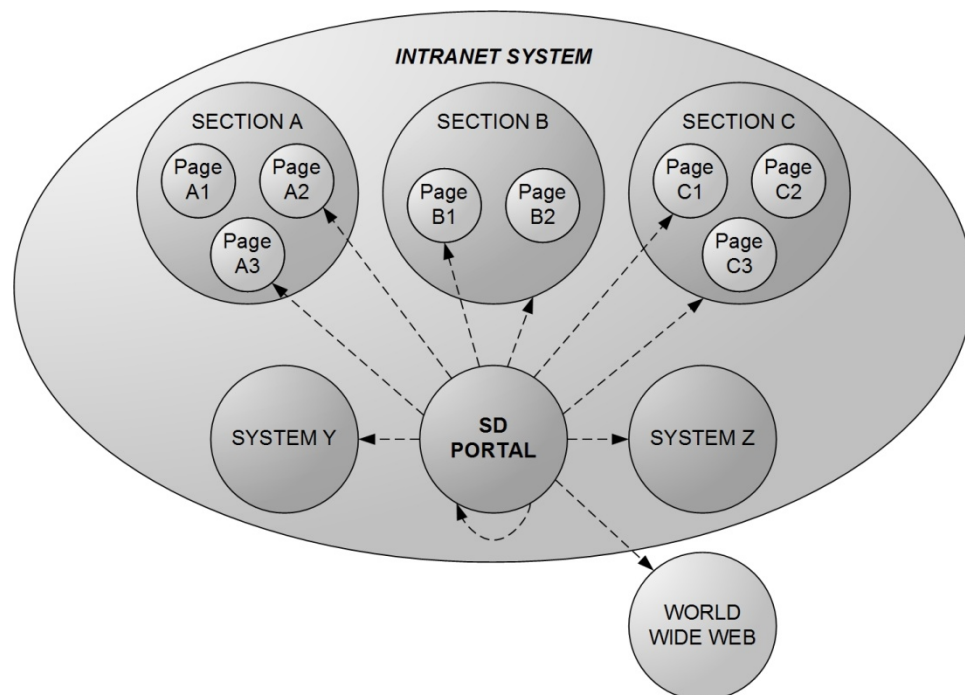 INTRANET SYSTEM
SECTION A
Page
A1
Page
A2
Page
A3
SECTION B
Page
B1
Page
B2
SECTION C
Page
C1
Page
C2
Page
C3
SYSTEM Y
SD
PORTAL
SYSTEM Z
WORLD
WIDE WEB